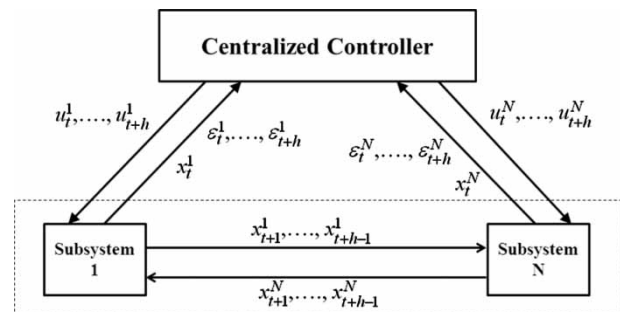 Centralized Controller
u_t^1,…., u_{t+h}^1
ε_t^1,…., ε_{t+h}^1
x_t^1
u_t^N,…., u_{t+h}^N
ε_t^N,…., ε_{t+h}^N
x_t^N
Subsystem
1
x_{t+1}^1,…., x_{t+h-1}^1
x_{t+1}^N,…., x_{t+h-1}^N
Subsystem
N